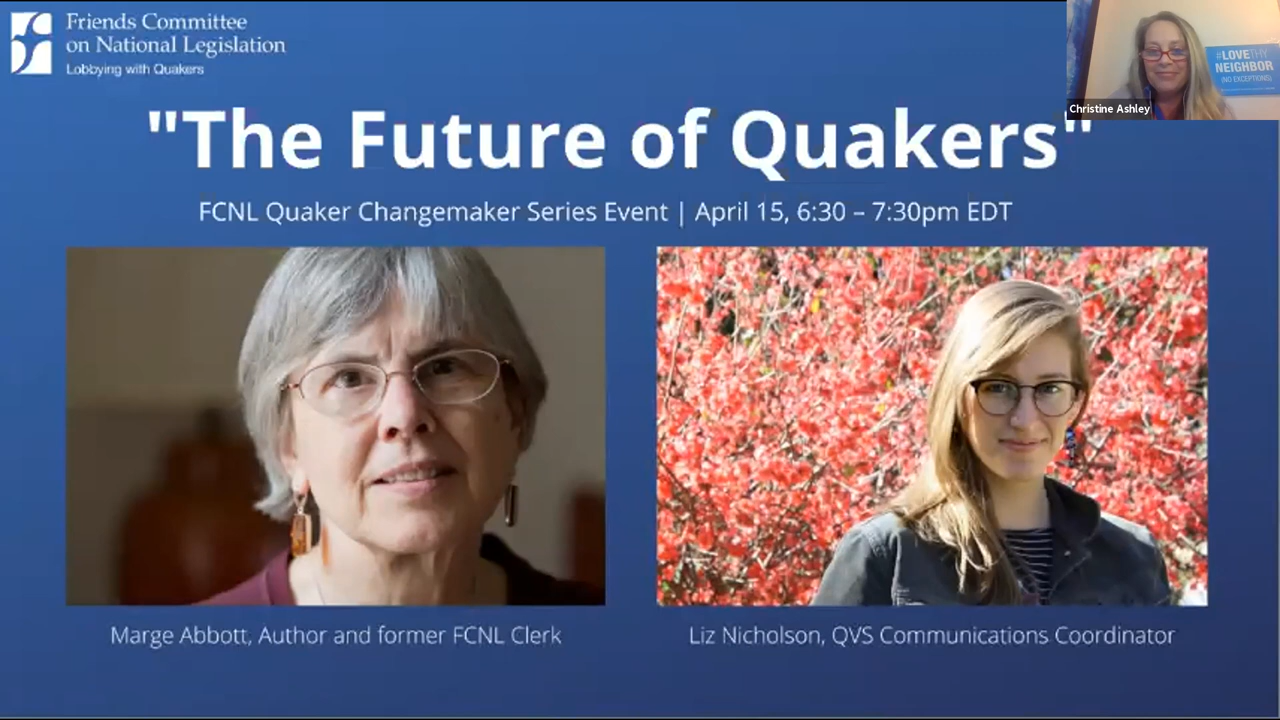 Friends Committee
on National Legislation
Lobbying with Quakers
#LOVETHY
NEIGHBOR
(NO EXCEPTIONS)
Christine Ashley
"The Future of Quakers"
FCNL Quaker Changemaker Series Event | April 15, 6:30 – 7:30pm EDT
Marge Abbott, Author and former FCNL Clerk
Liz Nicholson, QVS Communications Coordinator